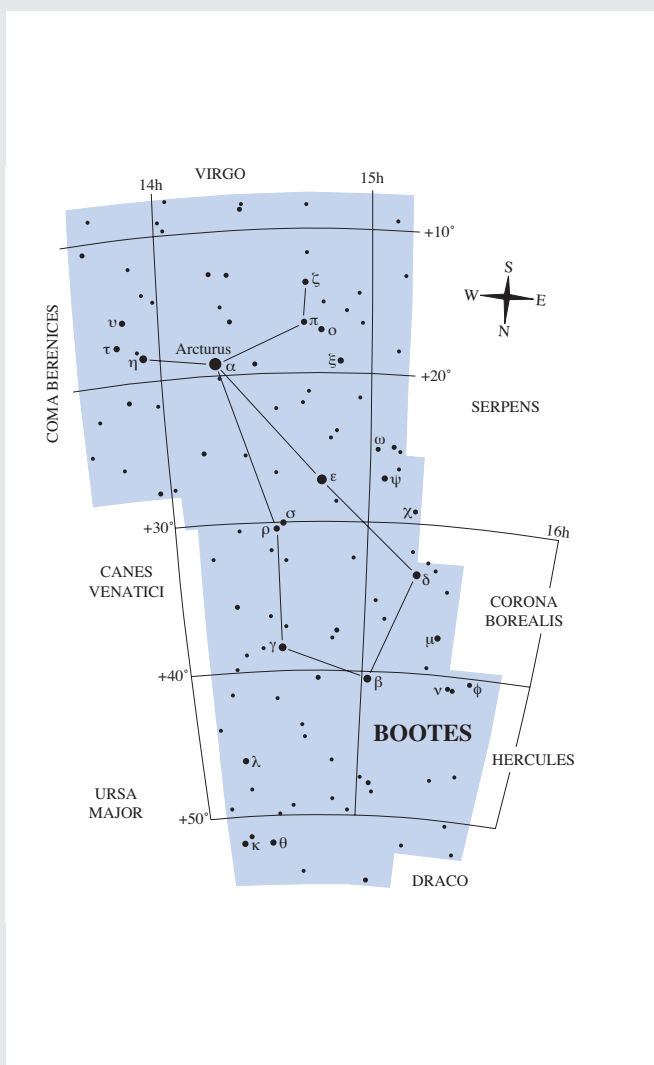 VIRGO
14h
15h
+10˚
S
W
E
N
ζ
υ
π
ο
τ
η
Arcturus
α
ξ
+20˚
COMA BERENICES
SERPENS
ω
ε
ψ
σ
χ
+30˚
ρ
16h
CANES
VENATICI
δ
CORONA
BOREALIS
γ
μ
+40˚
β
ν
φ
BOOTES
λ
HERCULES
URSA
MAJOR
+50˚
κ
θ
DRACO